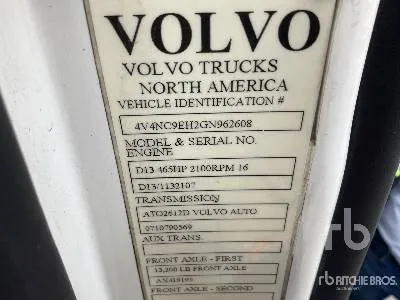 VOLVO
VOLVO TRUCKS
NORTH AMERICA
VEHICLE IDENTIFICATION #
4V4NC9EH2GN962608
MODEL & SERIAL NO.
ENGINE
D13 465HP 2100RPM 16
D13/1132107
TRANSMISSION
ATO2612D VOLVO AUTO
0710790569
AUX TRANS.
FRONT AXLE - FIRST
13,200 LB FRONT AXLE
FRONT AXLE - SECOND
rb
RITCHIE BROS.